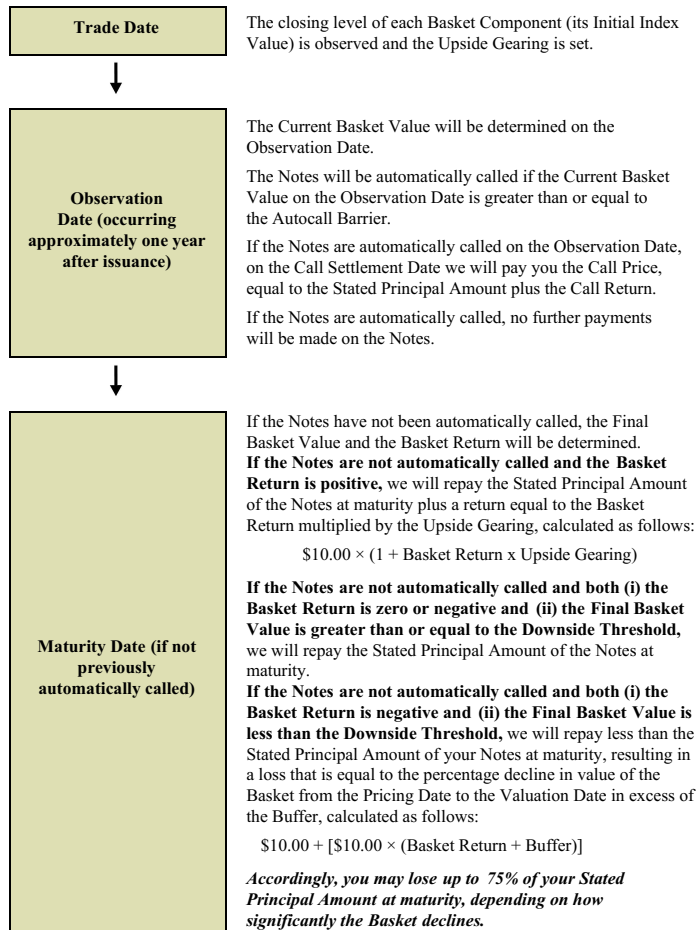 Trade Date
The closing level of each Basket Component (its Initial Index
Value) is observed and the Upside Gearing is set.
Observation
Date (occurring
approximately one year
after issuance)
The Current Basket Value will be determined on the
Observation Date.
The Notes will be automatically called if the Current Basket
Value on the Observation Date is greater than or equal to
the Autocall Barrier.
If the Notes are automatically called on the Observation Date,
on the Call Settlement Date we will pay you the Call Price,
equal to the Stated Principal Amount plus the Call Return.
If the Notes are automatically called, no further payments
will be made on the Notes.
Maturity Date (if not
previously
automatically called)
If the Notes have not been automatically called, the Final
Basket Value and the Basket Return will be determined.
If the Notes are not automatically called and the Basket
Return is positive, we will repay the Stated Principal Amount
of the Notes at maturity plus a return equal to the Basket
Return multiplied by the Upside Gearing, calculated as follows:
$10.00 × (1 + Basket Return x Upside Gearing)
If the Notes are not automatically called and both (i) the
Basket Return is zero or negative and (ii) the Final Basket
Value is greater than or equal to the Downside Threshold,
we will repay the Stated Principal Amount of the Notes at
maturity.
If the Notes are not automatically called and both (i) the
Basket Return is negative and (ii) the Final Basket Value is
less than the Downside Threshold, we will repay less than the
Stated Principal Amount of your Notes at maturity, resulting in
a loss that is equal to the percentage decline in value of the
Basket from the Pricing Date to the Valuation Date in excess of
the Buffer, calculated as follows:
$10.00 + [$10.00 × (Basket Return + Buffer)]
Accordingly, you may lose up to 75% of your Stated
Principal Amount at maturity, depending on how
significantly the Basket declines.